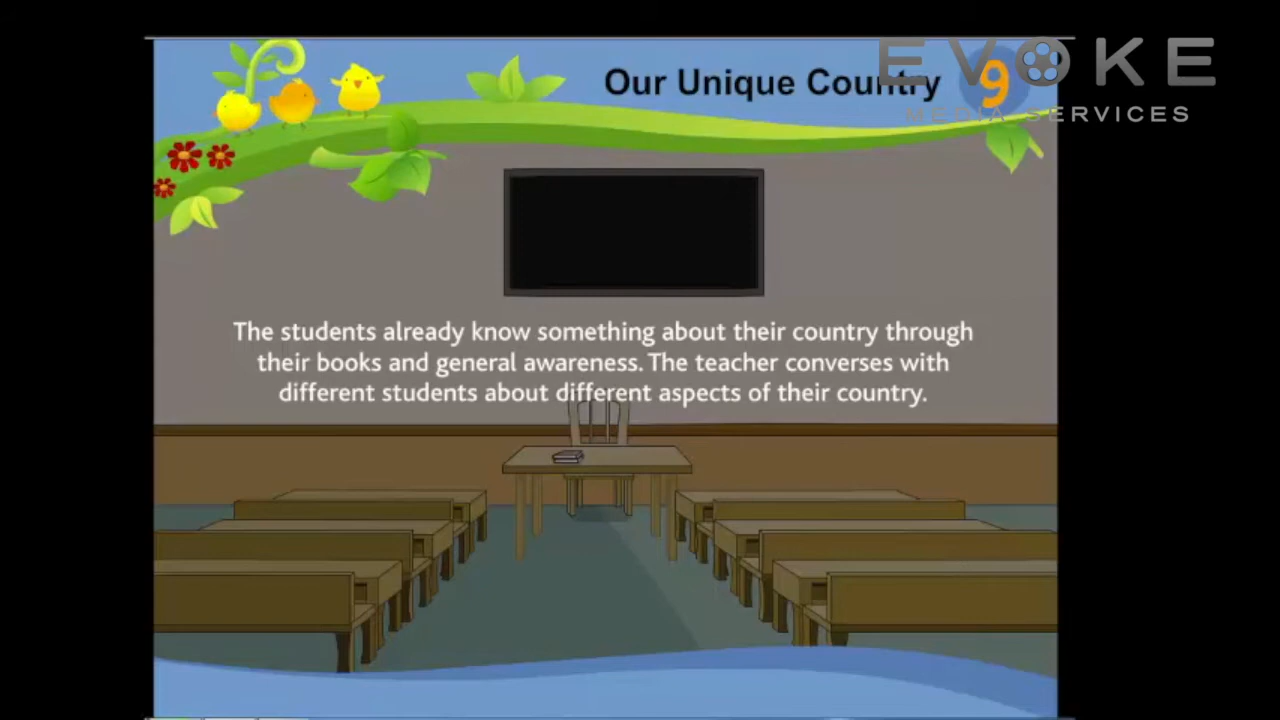 Our Unique Country
9
EVOKE
MEDIA SERVICES
The students already know something about their country through
their books and general awareness. The teacher converses with
different students about different aspects of their country.